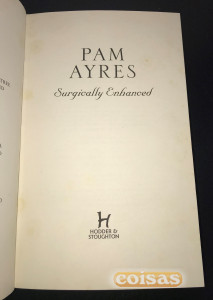 PAM
AYRES
Surgically Enhanced
H
HODDER &
STOUGHTON
coisas